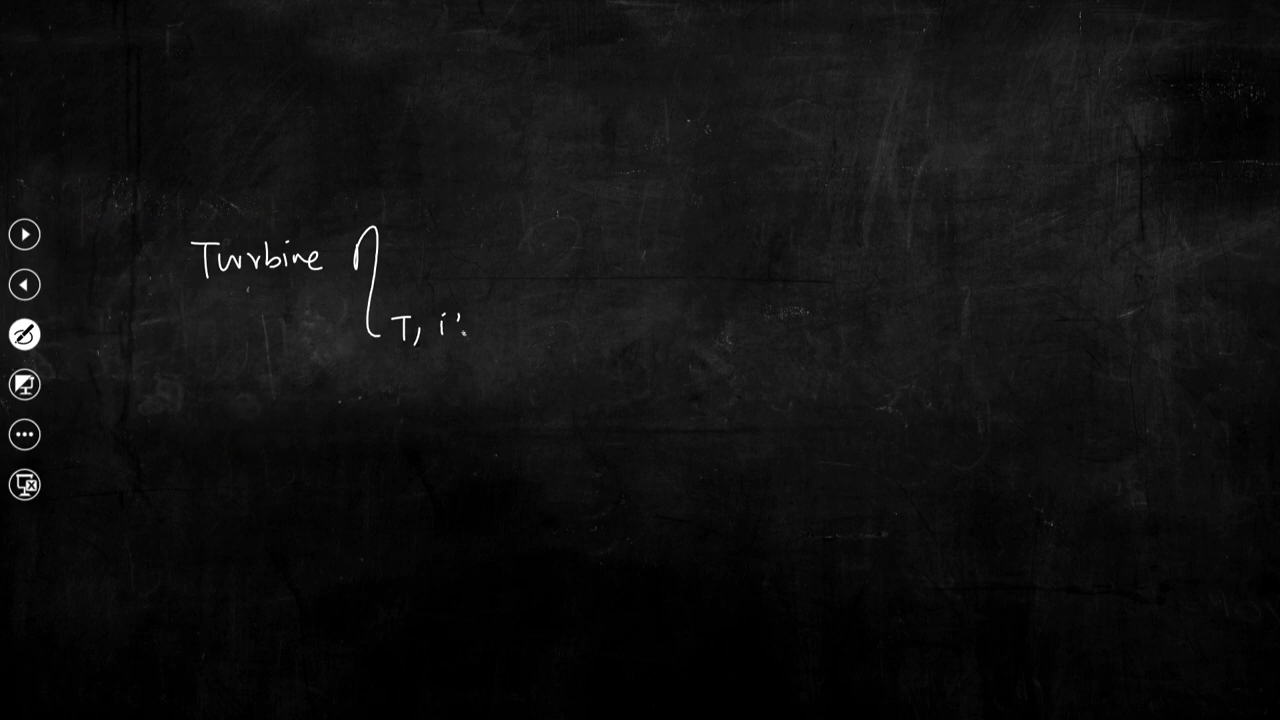 Turbine η
T, i